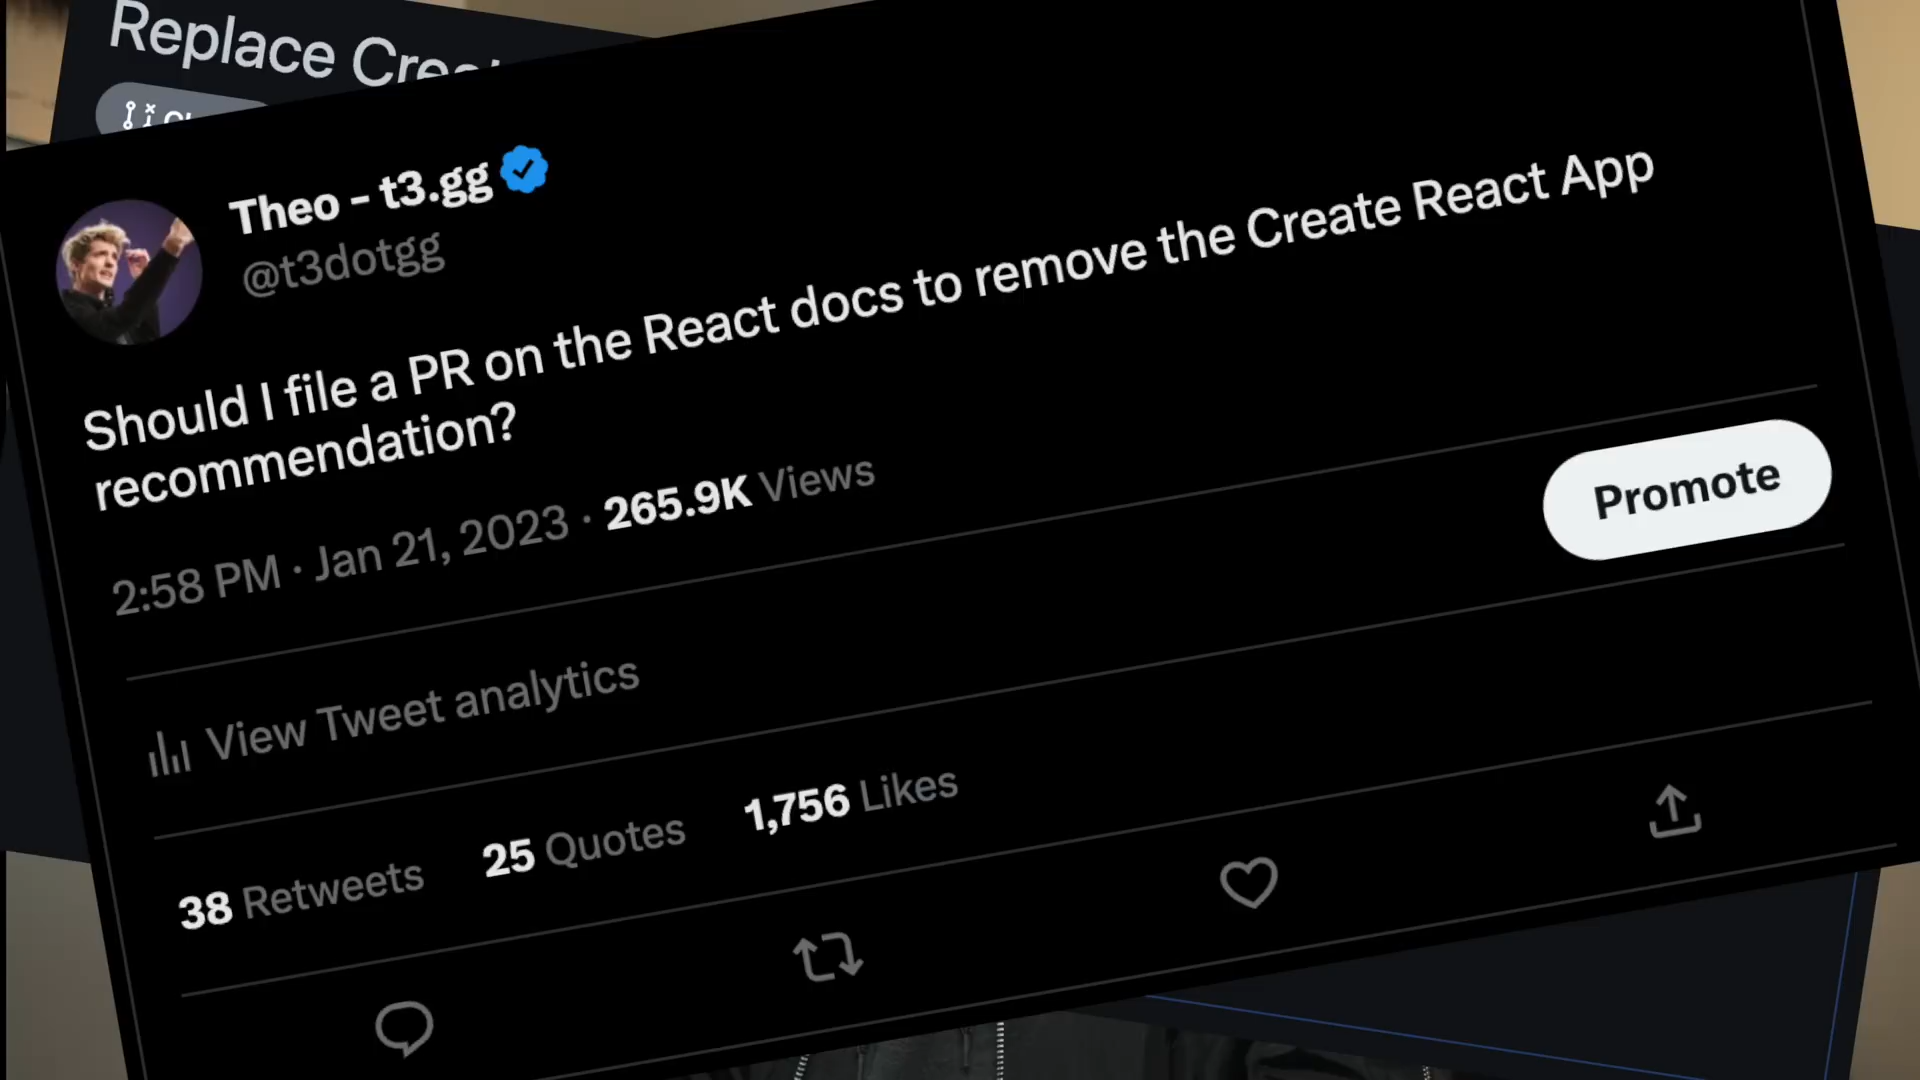 Replace
Theo – t3.gg
@t3dotgg
Should I file a PR on the React docs to remove the Create React App
recommendation?
2:58 PM · Jan 21, 2023 · 265.9K Views
Promote
View Tweet analytics
38 Retweets 25 Quotes 1,756 Likes